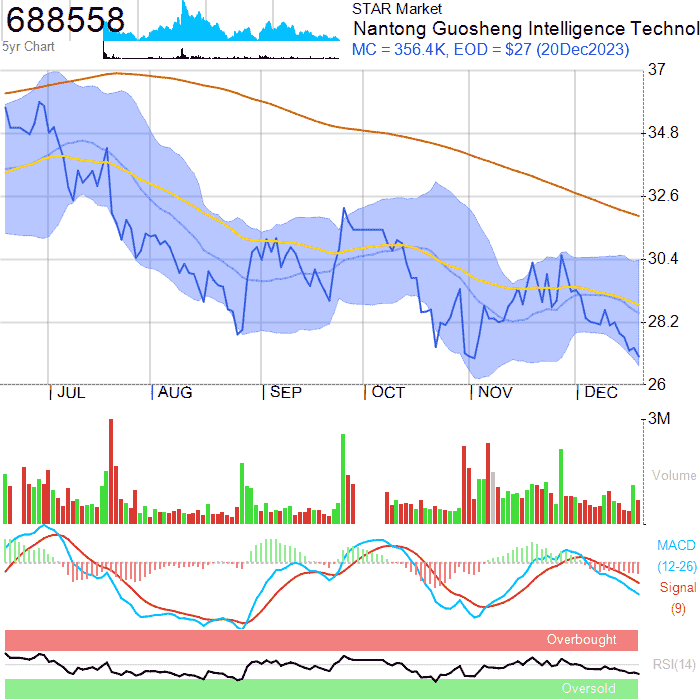 688558
5yr Chart
STAR Market
Nantong Guosheng Intelligence Technol
MC = 356.4K, EOD = $27 (20Dec2023)
37
34.8
32.6
30.4
28.2
26
JUL AUG SEP OCT NOV DEC
3M
Volume
MACD
(12-26)
Signal
(9)
Overbought
RSI(14)
Oversold